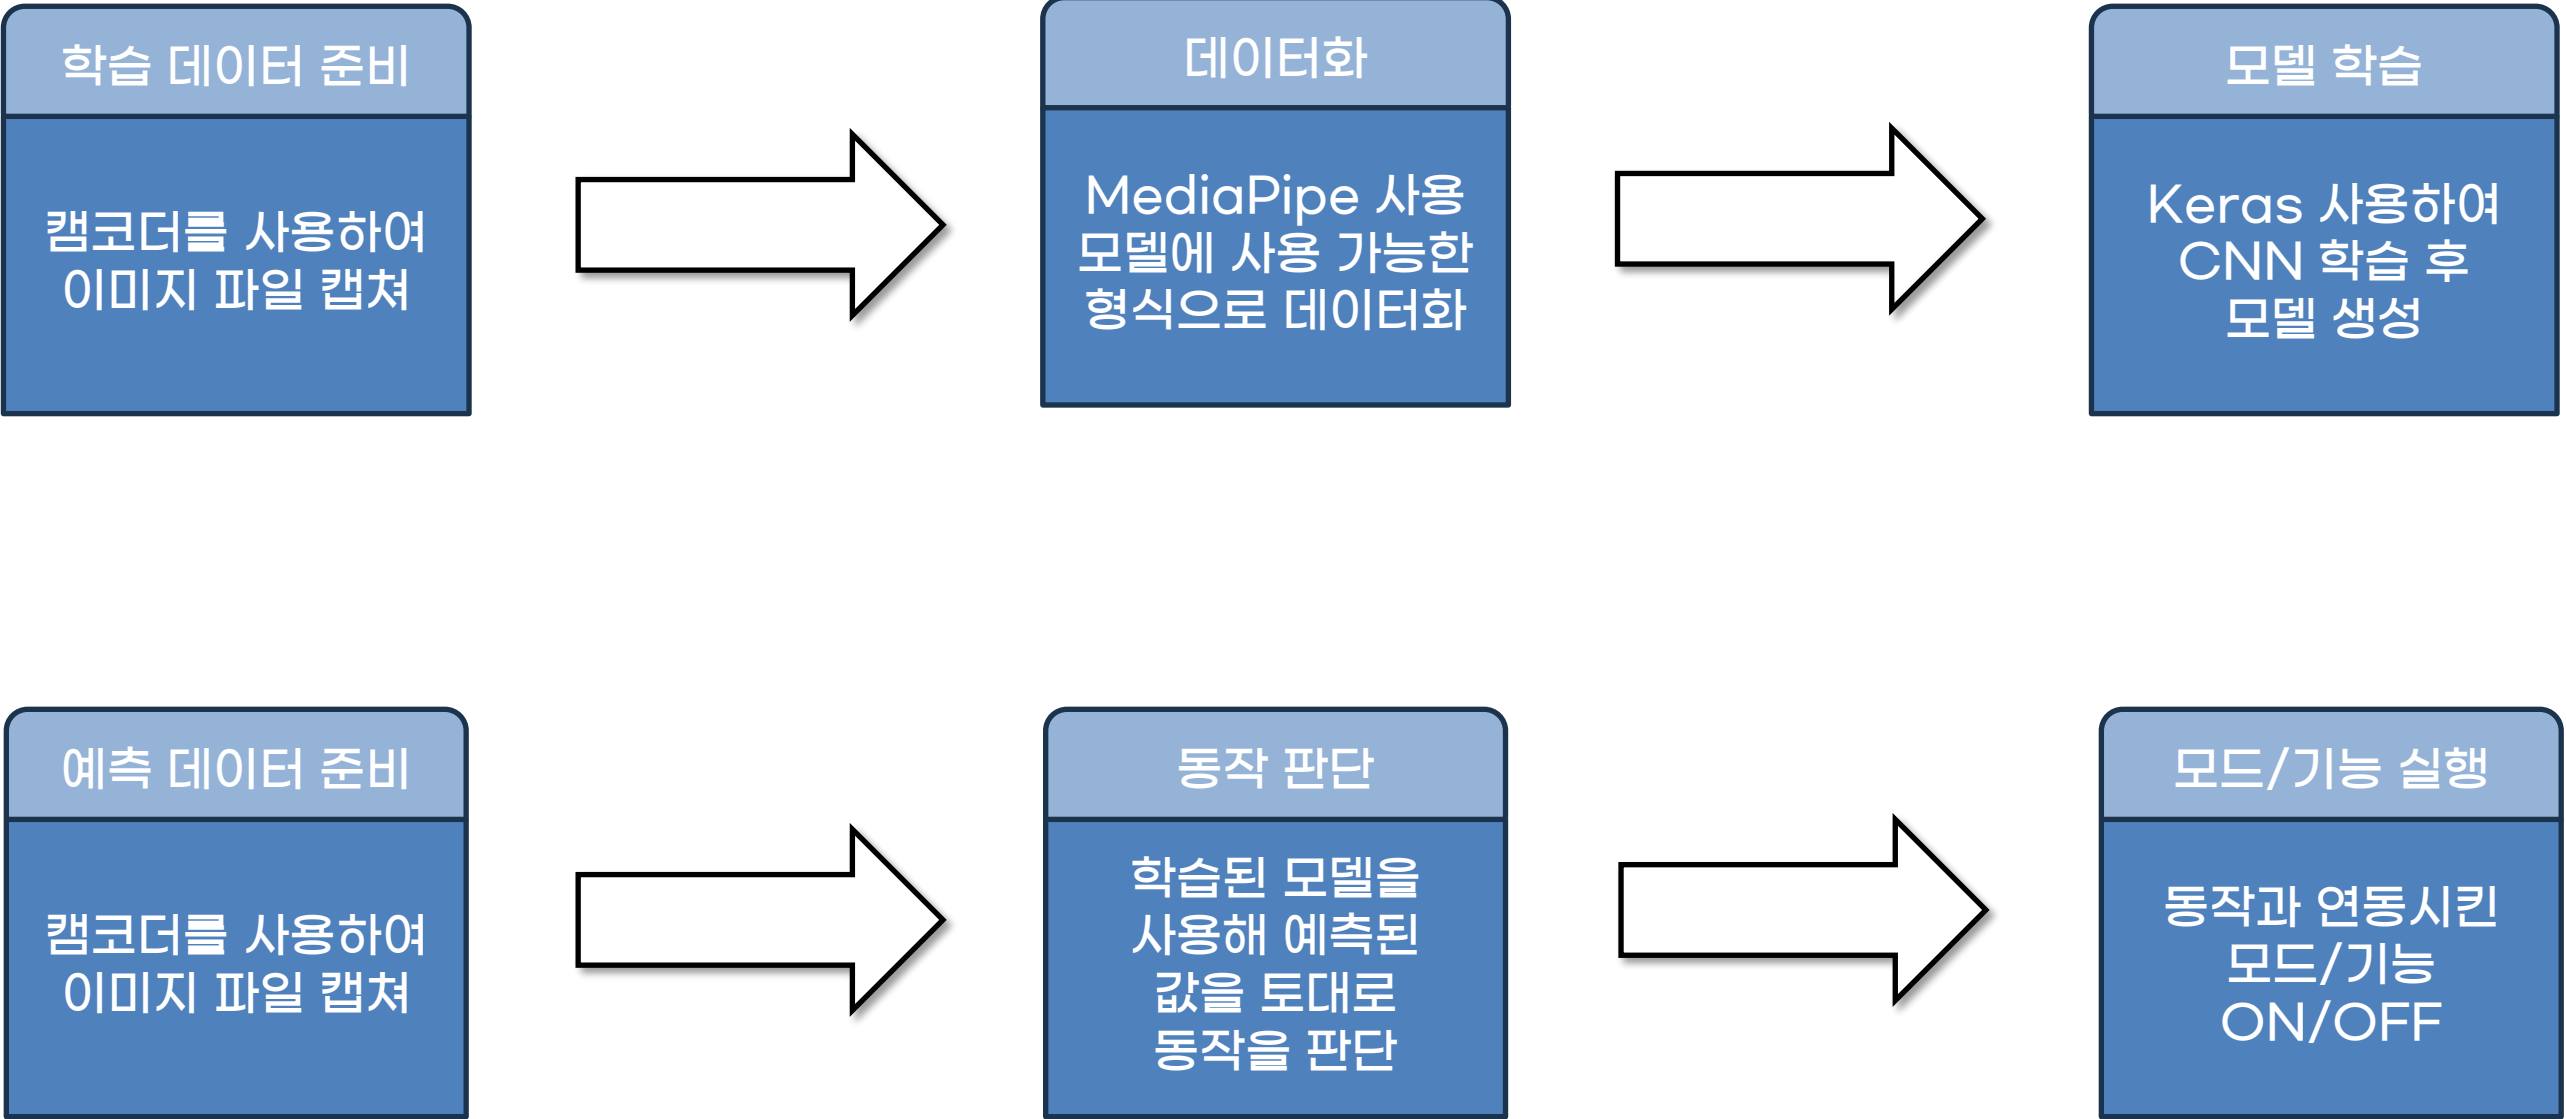 학습 데이터 준비
캠코더를 사용하여
이미지 파일 캡쳐
데이터화
MediaPipe 사용
모델에 사용 가능한
형식으로 데이터화
모델 학습
Keras 사용하여
CNN 학습 후
모델 생성
예측 데이터 준비
캠코더를 사용하여
이미지 파일 캡쳐
동작 판단
학습된 모델을
사용해 예측된
값을 토대로
동작을 판단
모드/기능 실행
동작과 연동시킨
모드/기능
ON/OFF